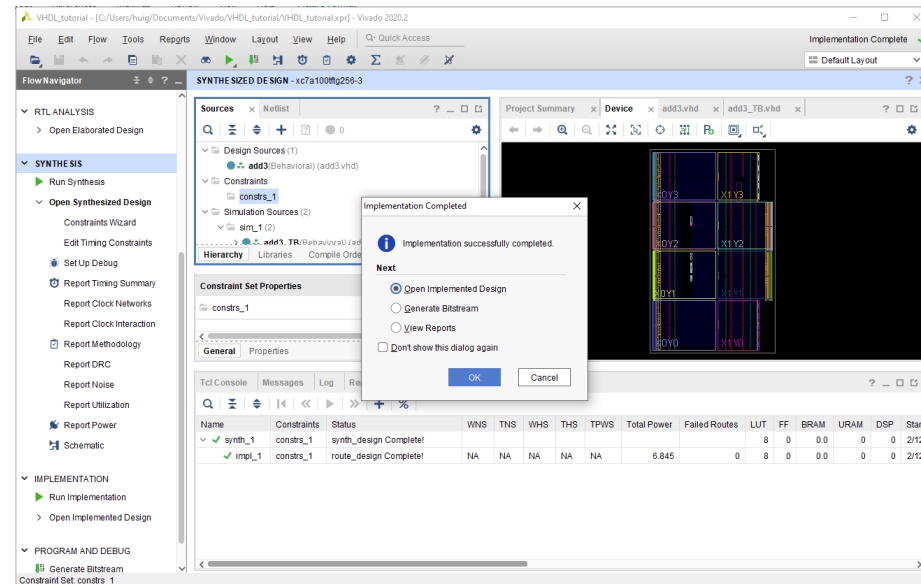 VHDL_tutorial - [C:/Users/huig/Documents/Vivado/VHDL_tutorial/VHDL_tutorial.xpr] - Vivado 2020.2
File Edit Flow Tools Reports Window Layout View Help Q- Quick Access Implementation Complete
Default Layout
Flow Navigator
SYNTHESIZED DESIGN - xc7a100tftg256-3
RTL ANALYSIS
Open Elaborated Design
SYNTHESIS
Run Synthesis
Open Synthesized Design
Constraints Wizard
Edit Timing Constraints
Set Up Debug
Report Timing Summary
Report Clock Networks
Report Clock Interaction
Report Methodology
Report DRC
Report Noise
Report Utilization
Report Power
Schematic
IMPLEMENTATION
Run Implementation
Open Implemented Design
PROGRAM AND DEBUG
Generate Bitstream
Sources Netlist
0
Design Sources (1)
add3(Behavioral) (add3.vhd)
Constraints
constrs_1
Simulation Sources (2)
sim_1 (2)
Hierarchy Libraries Compile Orde
Constraint Set Properties
constrs_1
General Properties
Project Summary Device add3.vhd add3_TB.vhd
X0Y3 X1Y3
X0Y2 X1Y2
X0Y1 X1Y1
X0Y0 X1Y0
Implementation Completed
Implementation successfully completed.
Next
Open Implemented Design
Generate Bitstream
View Reports
Don't show this dialog again
OK Cancel
Tcl Console Messages Log Re
Name Constraints Status WNS TNS WHS THS TPWS Total Power Failed Routes LUT FF BRAM URAM DSP Star
synth_1 constrs_1 synth_design Complete! 8 0 0.0 0 0 2/12
impl_1 constrs_1 route_design Complete! NA NA NA NA NA 6.845 0 8 0 0.0 0 0 2/12
Constraint Set: constrs_1